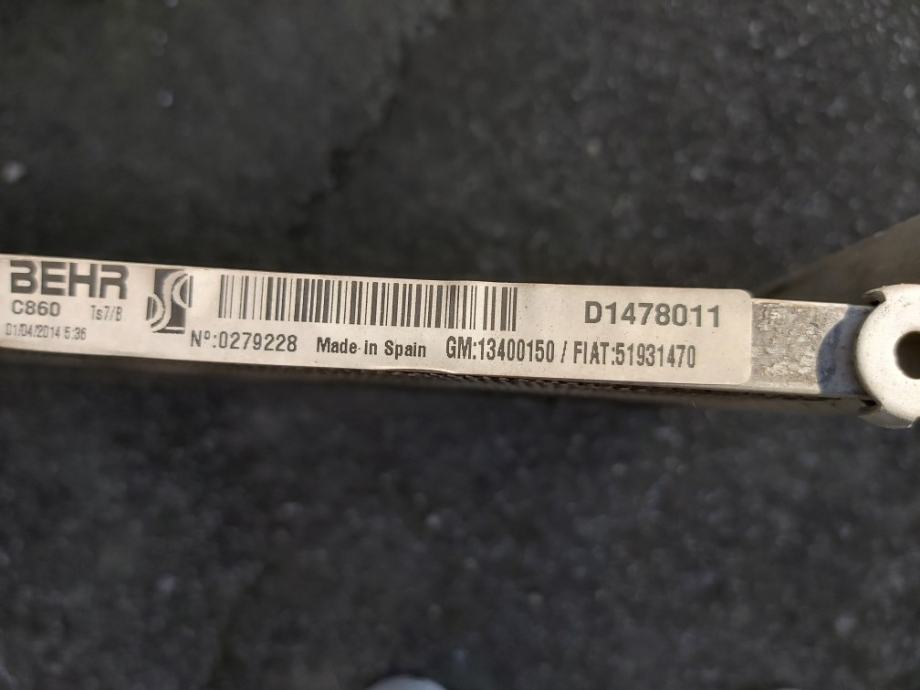 BEHR
C860 Ts7/B
01/04/2014 5:36
D1478011
Nº:0279228 Made in Spain GM:13400150 / FIAT:51931470